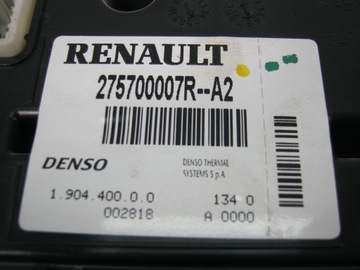 RENAULT
275700007R--A2
DENSO
DENSO THERMAL
SYSTEMS S.p.A
1.904.400.0.0 134 0
002818 A 0000